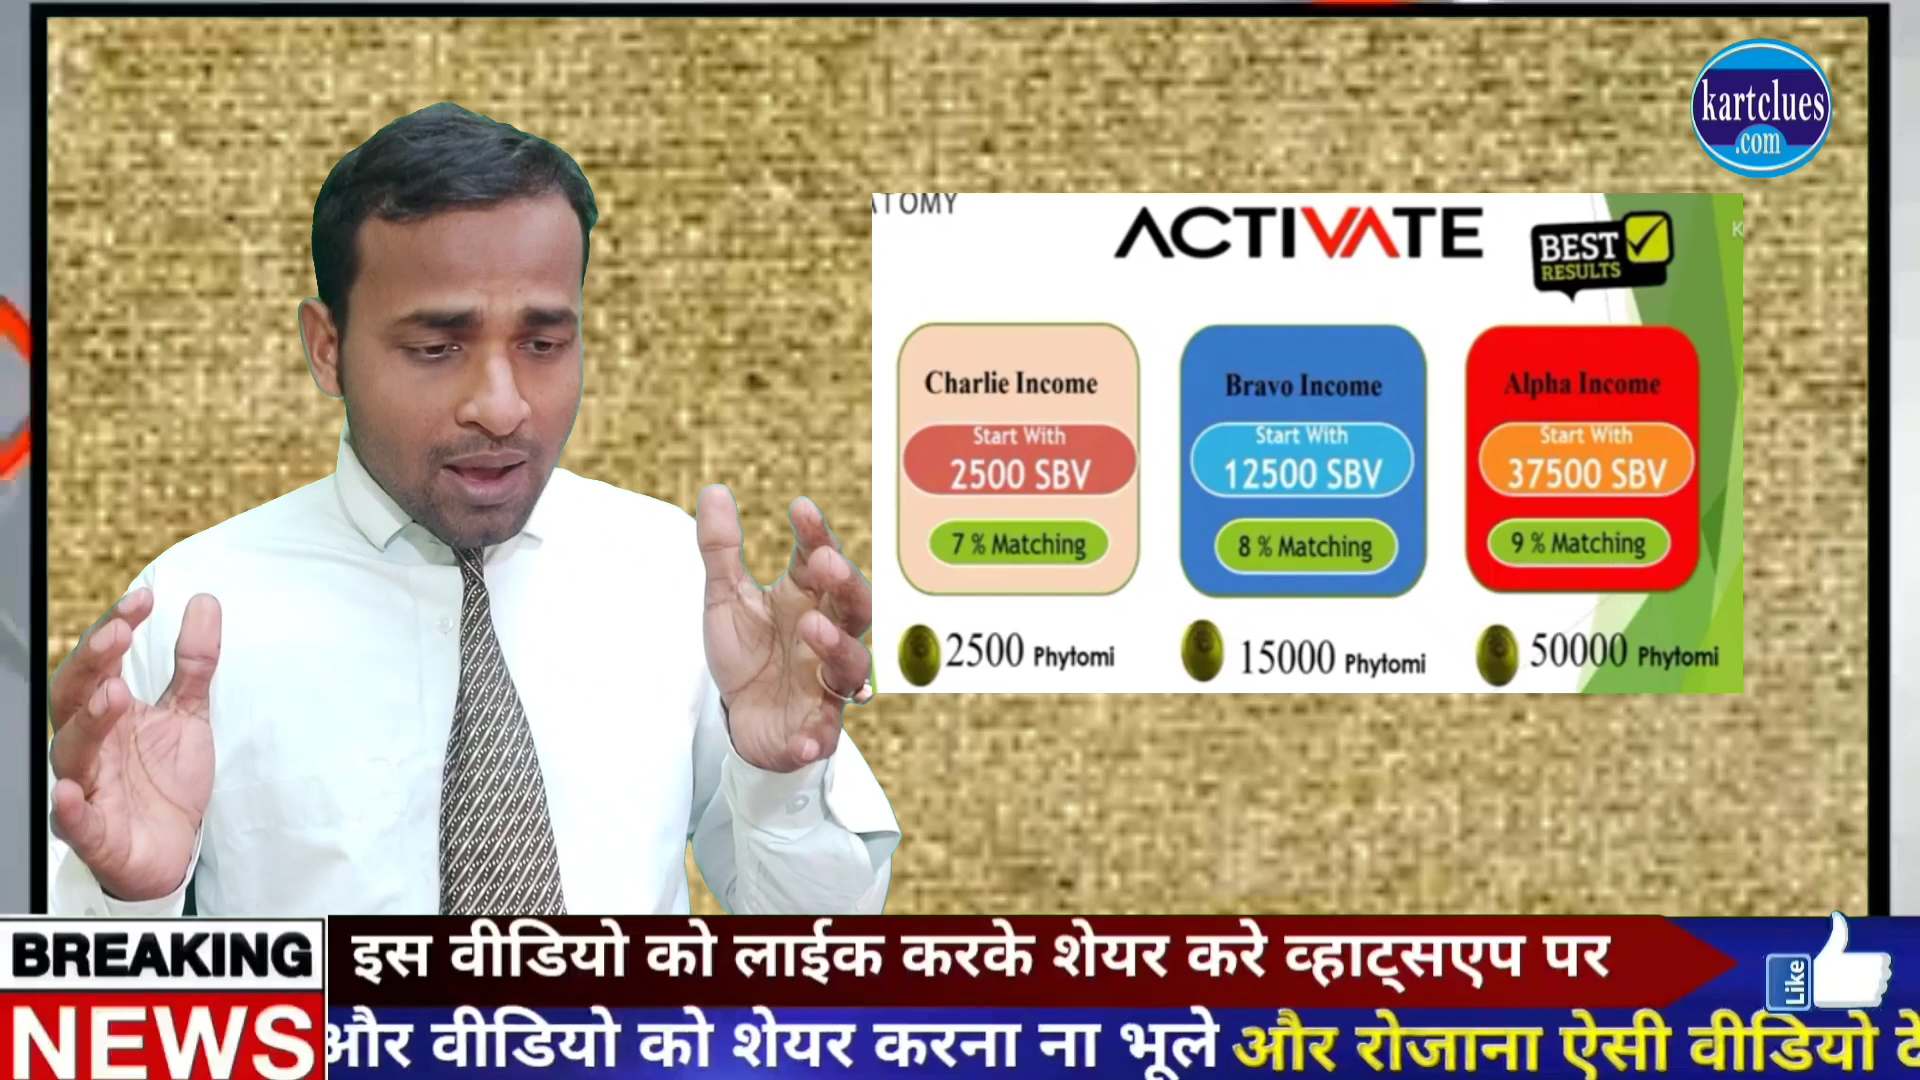 kartclues
.com
ATOMY
ACTIVATE
BEST
RESULTS
Charlie Income
Start With
2500 SBV
7 % Matching
2500 Phytomi
Bravo Income
Start With
12500 SBV
8 % Matching
15000 Phytomi
Alpha Income
Start With
37500 SBV
9 % Matching
50000 Phytomi
BREAKING
NEWS
इस वीडियो को लाईक करके शेयर करे व्हाट्सएप पर
Like
और वीडियो को शेयर करना ना भूले और रोजाना ऐसी वीडियो